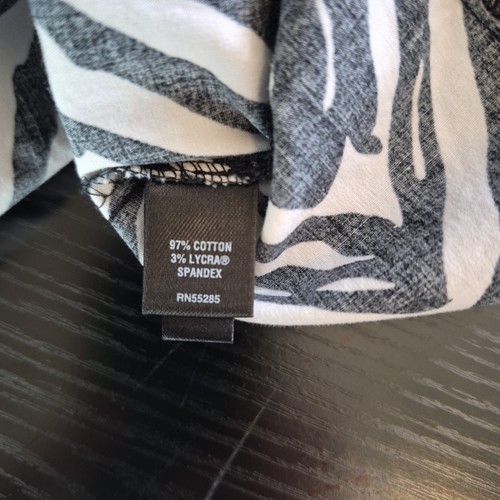 97% COTTON
3% LYCRA®
SPANDEX
RN55285